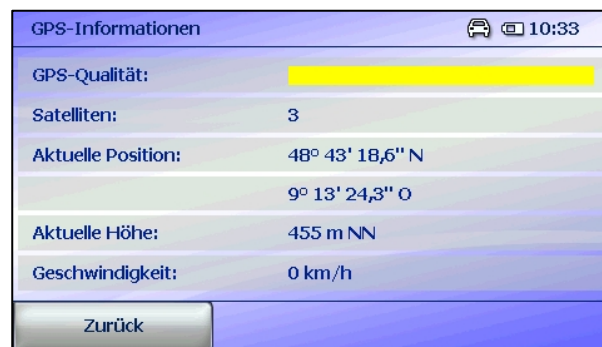 GPS-Informationen 10:33
GPS-Qualität:
Satelliten: 3
Aktuelle Position: 48° 43' 18,6'' N
9° 13' 24,3'' O
Aktuelle Höhe: 455 m NN
Geschwindigkeit: 0 km/h
Zurück